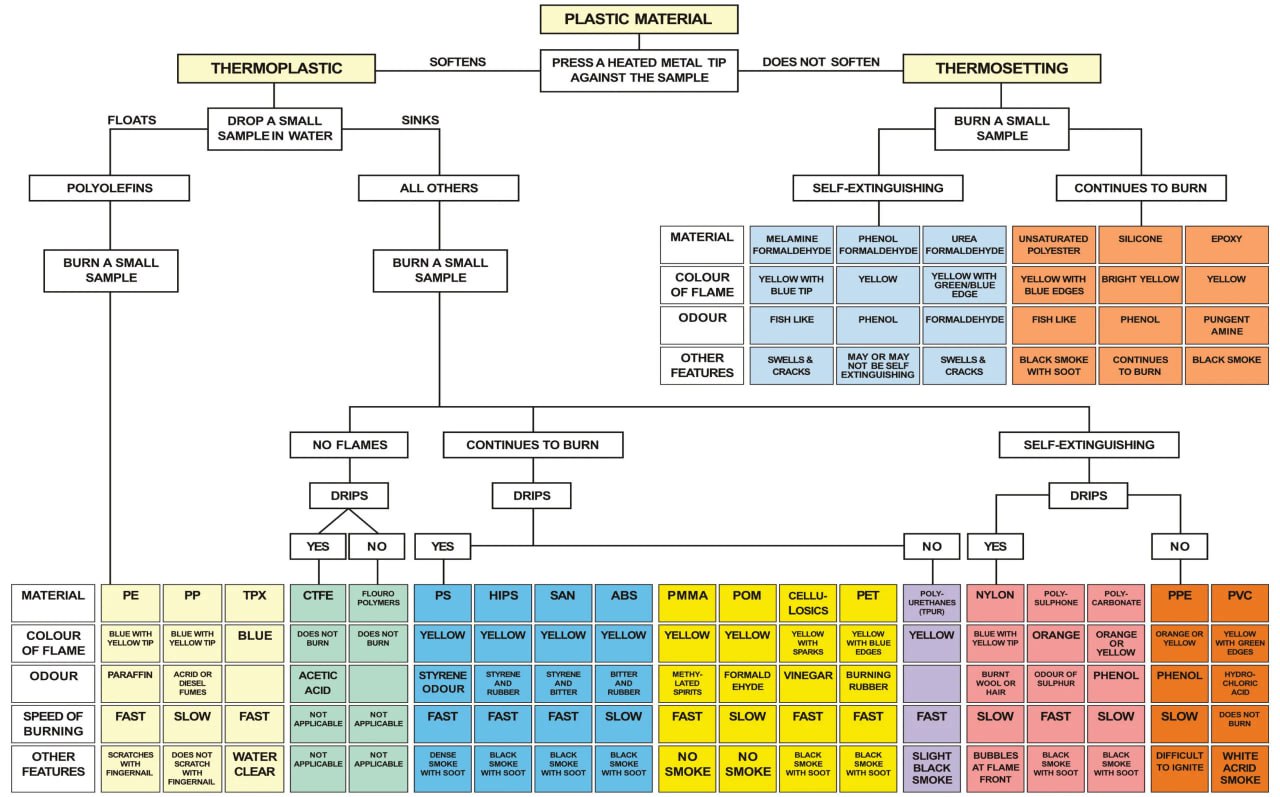 PLASTIC MATERIAL
THERMOPLASTIC
SOFTENS
PRESS A HEATED METAL TIP
AGAINST THE SAMPLE
DOES NOT SOFTEN
THERMOSETTING
FLOATS
DROP A SMALL
SAMPLE IN WATER
SINKS
BURN A SMALL
SAMPLE
POLYOLEFINS
ALL OTHERS
SELF-EXTINGUISHING
CONTINUES TO BURN
BURN A SMALL
SAMPLE
BURN A SMALL
SAMPLE
MATERIAL
MELAMINE
FORMALDEHYDE
PHENOL
FORMALDEHYDE
UREA
FORMALDEHYDE
UNSATURATED
POLYESTER
SILICONE
EPOXY
COLOUR
OF FLAME
YELLOW WITH
BLUE TIP
YELLOW
YELLOW WITH
GREEN/BLUE
EDGE
YELLOW WITH
BLUE EDGES
BRIGHT YELLOW
YELLOW
ODOUR
FISH LIKE
PHENOL
FORMALDEHYDE
FISH LIKE
PHENOL
PUNGENT
AMINE
OTHER
FEATURES
SWELLS &
CRACKS
MAY OR MAY
NOT BE SELF
EXTINGUISHING
SWELLS &
CRACKS
BLACK SMOKE
WITH SOOT
CONTINUES
TO BURN
BLACK SMOKE
NO FLAMES
CONTINUES TO BURN
SELF-EXTINGUISHING
DRIPS
DRIPS
DRIPS
YES
NO
YES
NO
YES
NO
MATERIAL
PE
PP
TPX
CTFE
FLOURO
POLYMERS
PS
HIPS
SAN
ABS
PMMA
POM
CELLU-
LOSICS
PET
POLY-
URETHANES
(TPUR)
NYLON
POLY-
SULPHONE
POLY-
CARBONATE
PPE
PVC
COLOUR
OF FLAME
BLUE WITH
YELLOW TIP
BLUE WITH
YELLOW TIP
BLUE
DOES NOT
BURN
DOES NOT
BURN
YELLOW
YELLOW
YELLOW
YELLOW
YELLOW
YELLOW
YELLOW
WITH
SPARKS
YELLOW
WITH BLUE
EDGES
YELLOW
BLUE WITH
YELLOW TIP
ORANGE
ORANGE
OR
YELLOW
ORANGE OR
YELLOW
YELLOW
WITH GREEN
EDGES
ODOUR
PARAFFIN
ACRID OR
DIESEL
FUMES
ACETIC
ACID
STYRENE
ODOUR
STYRENE
AND
RUBBER
STYRENE
AND
BITTER
BITTER
AND
RUBBER
METHY-
LATED
SPIRITS
FORMALD
EHYDE
VINEGAR
BURNING
RUBBER
BURNT
WOOL OR
HAIR
ODOUR OF
SULPHUR
PHENOL
PHENOL
HYDRO-
CHLORIC
ACID
SPEED OF
BURNING
FAST
SLOW
FAST
NOT
APPLICABLE
NOT
APPLICABLE
FAST
FAST
FAST
SLOW
FAST
SLOW
FAST
FAST
FAST
SLOW
FAST
SLOW
SLOW
DOES NOT
BURN
OTHER
FEATURES
SCRATCHES
WITH
FINGERNAIL
DOES NOT
SCRATCH
WITH
FINGERNAIL
WATER
CLEAR
NOT
APPLICABLE
NOT
APPLICABLE
DENSE
SMOKE
WITH SOOT
BLACK
SMOKE
WITH SOOT
BLACK
SMOKE
WITH SOOT
BLACK
SMOKE
WITH SOOT
NO
SMOKE
NO
SMOKE
BLACK
SMOKE
WITH SOOT
BLACK
SMOKE
WITH SOOT
SLIGHT
BLACK
SMOKE
BUBBLES
AT FLAME
FRONT
BLACK
SMOKE
WITH SOOT
BLACK
SMOKE
WITH SOOT
DIFFICULT
TO IGNITE
WHITE
ACRID
SMOKE